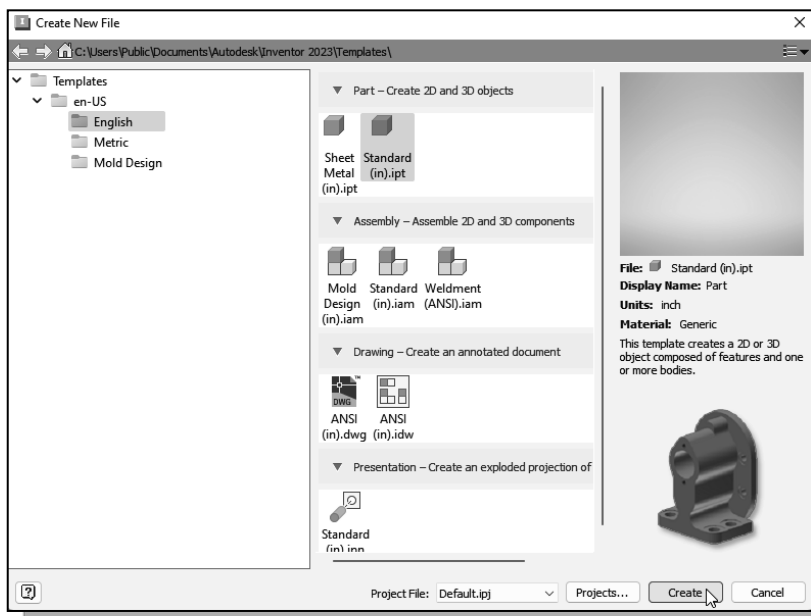 Create New File
C:\Users\Public\Documents\Autodesk\Inventor 2023\Templates\
Templates
en-US
English
Metric
Mold Design
Part – Create 2D and 3D objects
Sheet
Metal
(in).ipt
Standard
(in).ipt
Assembly – Assemble 2D and 3D components
Mold
Design
(in).iam
Standard
(in).iam
Weldment
(ANSI).iam
Drawing – Create an annotated document
DWG
ANSI
(in).dwg
ANSI
(in).idw
Presentation – Create an exploded projection of
Standard
File: Standard (in).ipt
Display Name: Part
Units: inch
Material: Generic
This template creates a 2D or 3D
object composed of features and one
or more bodies.
Project File: Default.ipj
Projects...
Create
Cancel